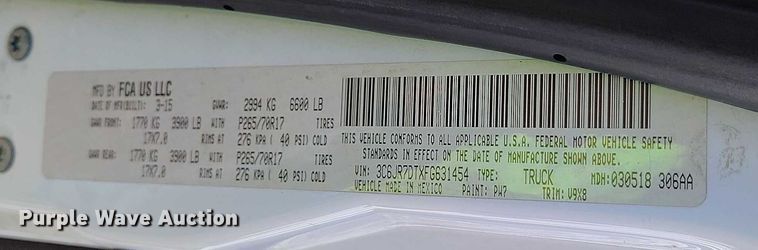 MFD BY FCA US LLC
DATE OF MFR(BUILT): 3-15 GVWR: 2994 KG 6600 LB
GAWR FRONT: 1770 KG 3900 LB WITH P265/70R17 TIRES
17X7.0 RIMS AT 276 KPA ( 40 PSI) COLD
GAWR REAR: 1770 KG 3900 LB WITH P265/70R17 TIRES
17X7.0 RIMS AT 276 KPA ( 40 PSI) COLD
THIS VEHICLE CONFORMS TO ALL APPLICABLE U.S.A. FEDERAL MOTOR VEHICLE SAFETY
STANDARDS IN EFFECT ON THE DATE OF MANUFACTURE SHOWN ABOVE.
VIN: 3C6JR7DTXFG631454 TYPE: TRUCK MDH: 030518 306AA
VEHICLE MADE IN MEXICO PAINT: PW7 TRIM: V9X8
Purple Wave Auction